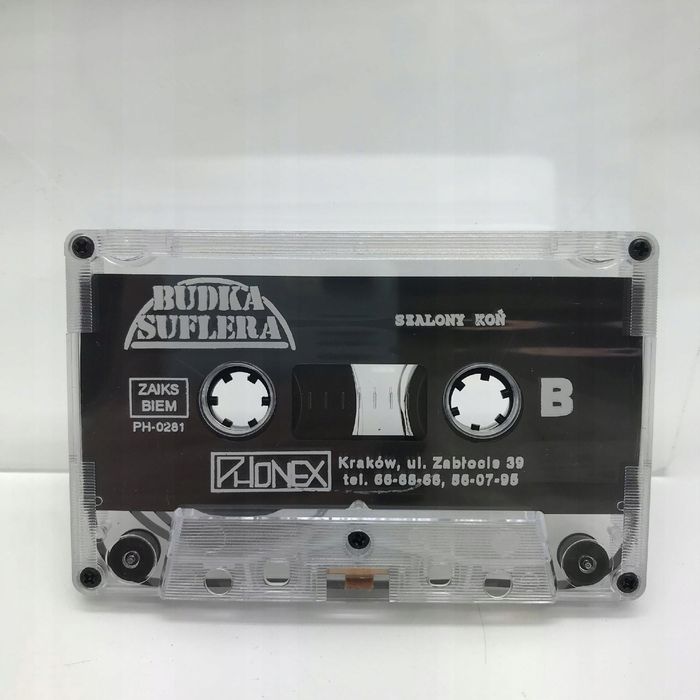 BUDKA
SUFLERA
SZALONY KOŃ
ZAIKS
BIEM
PH-0281
B
PHONEX
Kraków, ul. Zabłocie 39
tel. 66-68-66, 56-07-95